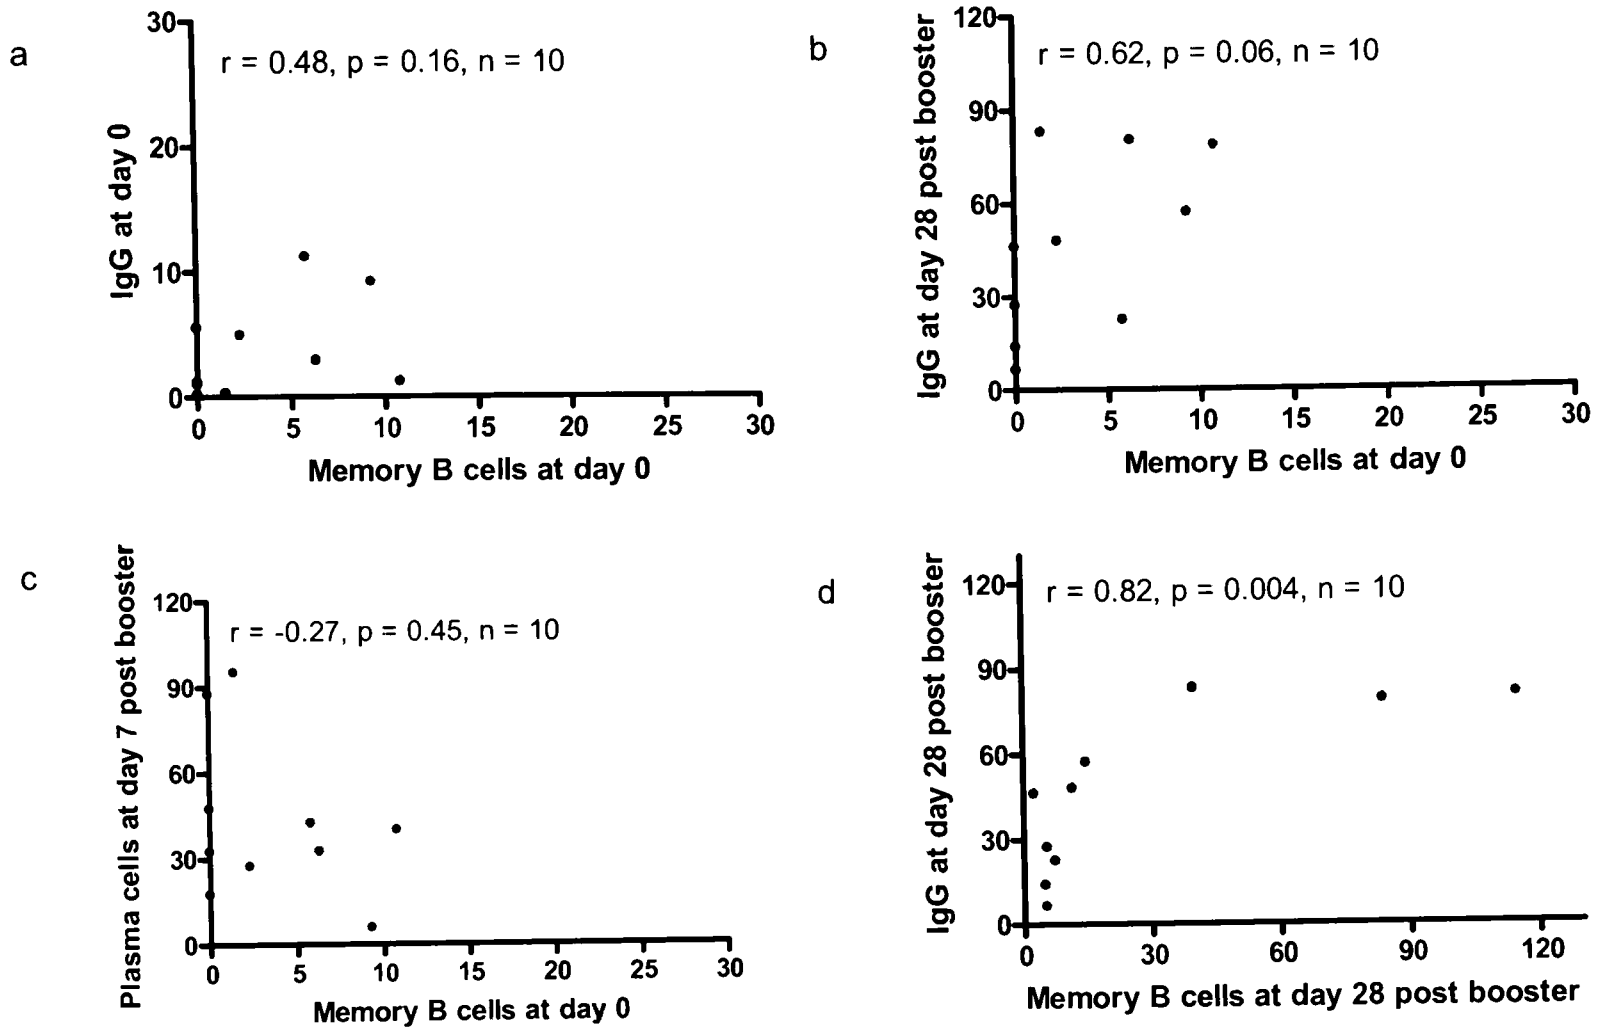 a
r = 0.48, p = 0.16, n = 10
IgG at day 0
30
20
10
0
0 5 10 15 20 25 30
Memory B cells at day 0
b
r = 0.62, p = 0.06, n = 10
IgG at day 28 post booster
120
90
60
30
0
0 5 10 15 20 25 30
Memory B cells at day 0
c
r = -0.27, p = 0.45, n = 10
Plasma cells at day 7 post booster
120
90
60
30
0
0 5 10 15 20 25 30
Memory B cells at day 0
d
r = 0.82, p = 0.004, n = 10
IgG at day 28 post booster
120
90
60
30
0
0 30 60 90 120
Memory B cells at day 28 post booster